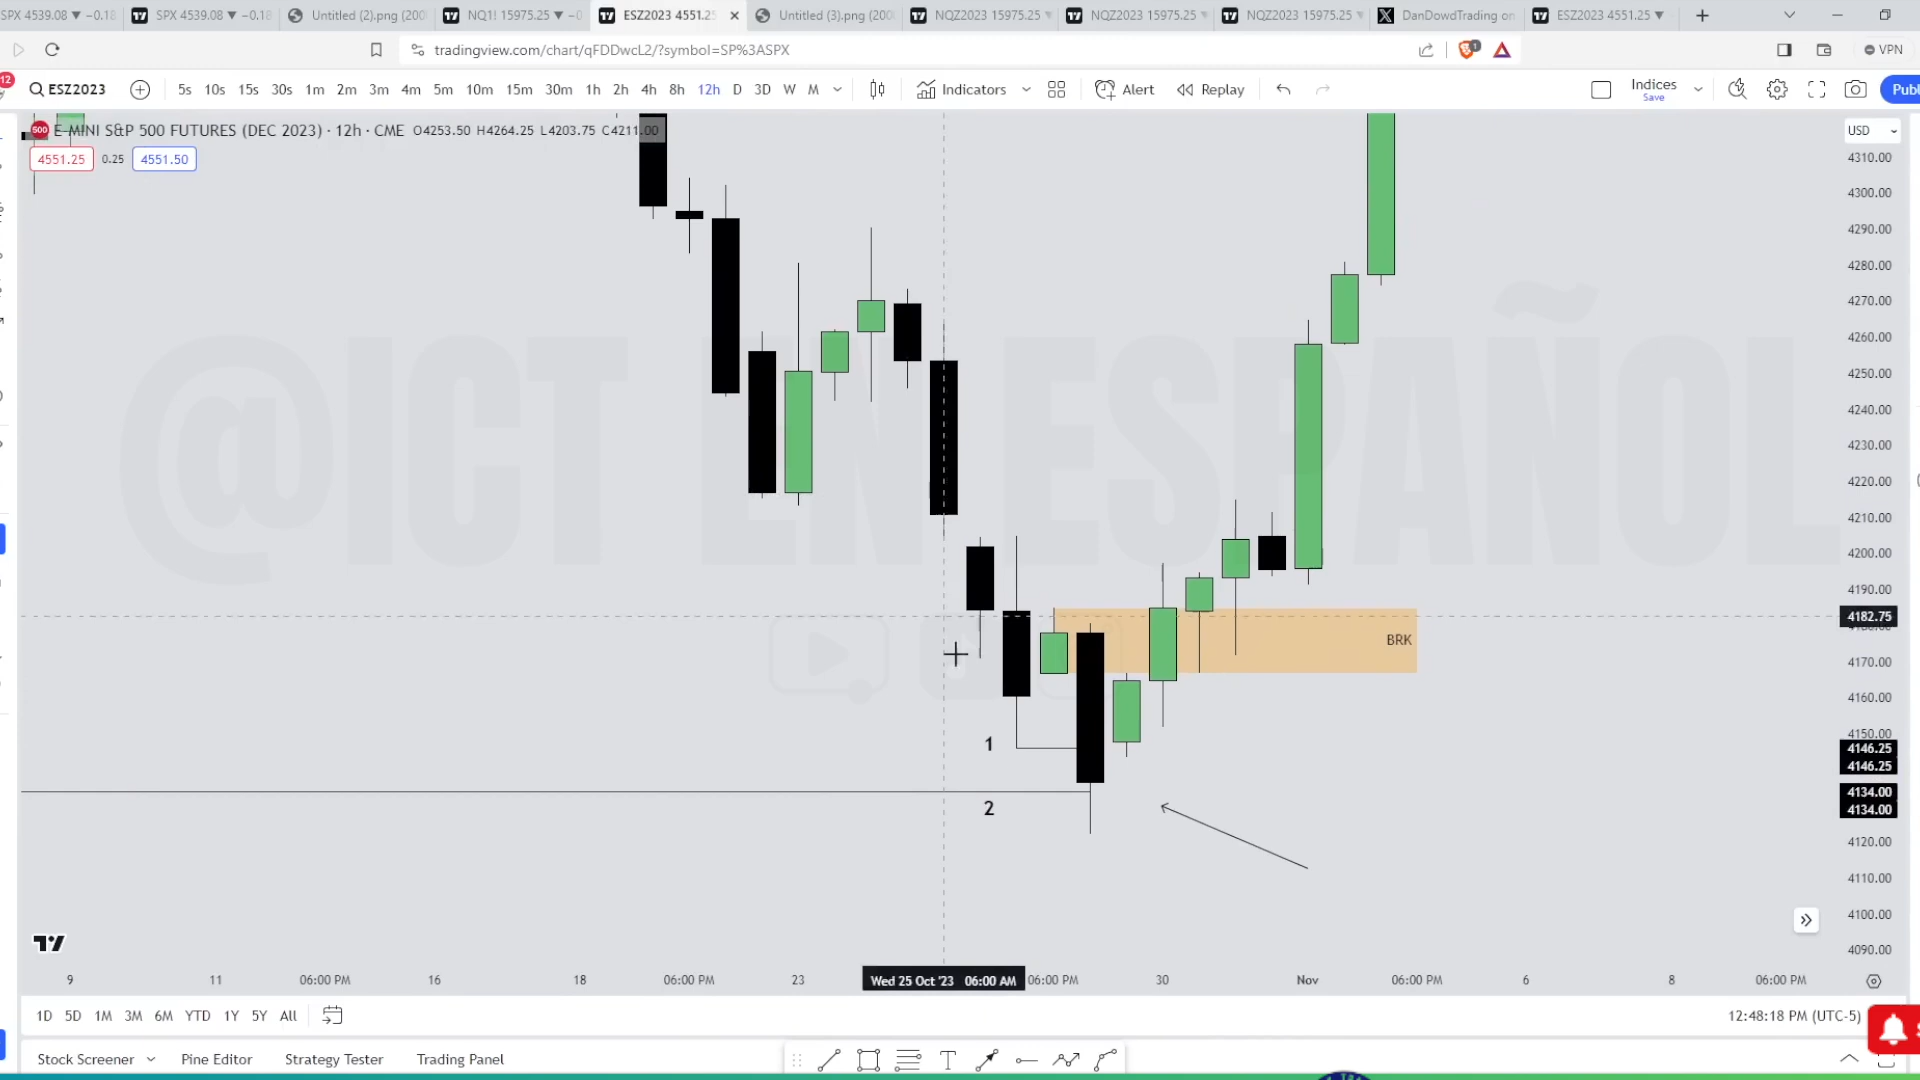 SPX 4539.08 ▼ −0.18
SPX 4539.08 ▼ −0.18
Untitled (2).png (200
NQ1! 15975.25 ▼ −0
ESZ2023 4551.25
Untitled (3).png (200
NQZ2023 15975.25 ▼
NQZ2023 15975.25 ▼
NQZ2023 15975.25 ▼
DanDowdTrading on
ESZ2023 4551.25 ▼
tradingview.com/chart/qFDDwcL2/?symbol=SP%3ASPX
1
VPN
12
ESZ2023
5s 10s 15s 30s 1m 2m 3m 4m 5m 10m 15m 30m 1h 2h 4h 8h 12h D 3D W M
Indicators
Alert
Replay
Indices
Save
Publ
500 E-MINI S&P 500 FUTURES (DEC 2023) · 12h · CME O4253.50 H4264.25 L4203.75 C4211.00
USD
4551.25 0.25 4551.50
4310.00
4300.00
4290.00
4280.00
4270.00
4260.00
4250.00
4240.00
4230.00
4220.00
4210.00
4200.00
4190.00
4182.75
4170.00
4160.00
4150.00
4146.25
4146.25
4134.00
4134.00
4120.00
4110.00
4100.00
4090.00
@ICT EN ESPAÑOL
BRK
1
2
9 11 06:00 PM 16 18 06:00 PM 23 Wed 25 Oct '23 06:00 AM 06:00 PM 30 Nov 06:00 PM 6 8 06:00 PM
1D 5D 1M 3M 6M YTD 1Y 5Y All
12:48:18 PM (UTC-5)
Stock Screener Pine Editor Strategy Tester Trading Panel